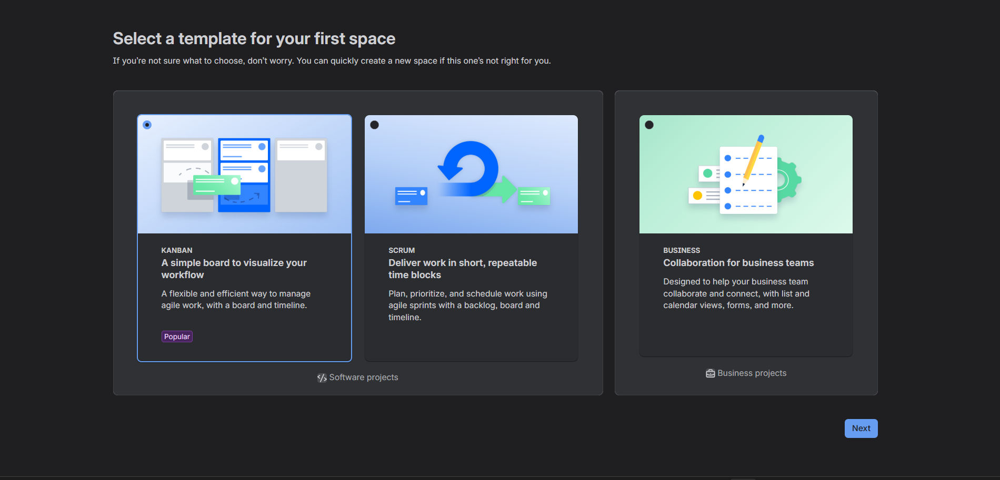 Select a template for your first space
If you’re not sure what to choose, don’t worry. You can quickly create a new space if this one’s not right for you.
KANBAN
A simple board to visualize your
workflow
A flexible and efficient way to manage
agile work, with a board and timeline.
Popular
SCRUM
Deliver work in short, repeatable
time blocks
Plan, prioritize, and schedule work using
agile sprints with a backlog, board and
timeline.
Software projects
BUSINESS
Collaboration for business teams
Designed to help your business team
collaborate and connect, with list and
calendar views, forms, and more.
Business projects
Next